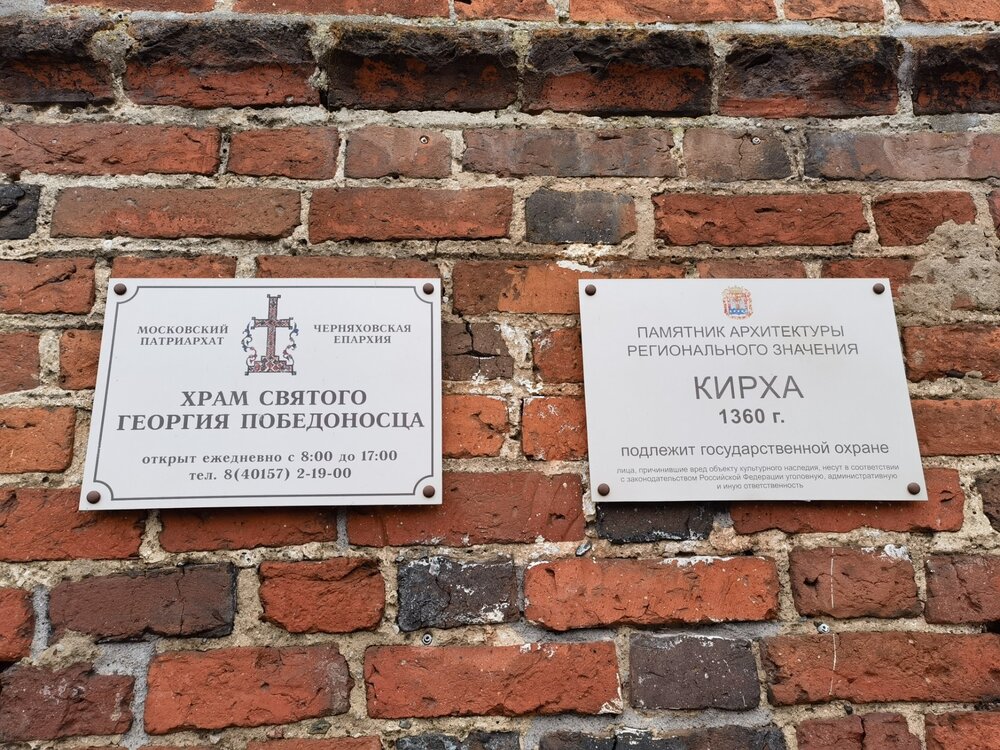 МОСКОВСКИЙ
ПАТРИАРХАТ
ЧЕРНЯХОВСКАЯ
ЕПАРХИЯ
ХРАМ СВЯТОГО
ГЕОРГИЯ ПОБЕДОНОСЦА
открыт ежедневно с 8:00 до 17:00
тел. 8(40157) 2-19-00
ПАМЯТНИК АРХИТЕКТУРЫ
РЕГИОНАЛЬНОГО ЗНАЧЕНИЯ
КИРХА
1360 г.
подлежит государственной охране
лица, причинившие вред объекту культурного наследия, несут в соответствии
с законодательством Российской Федерации уголовную, административную
и иную ответственность